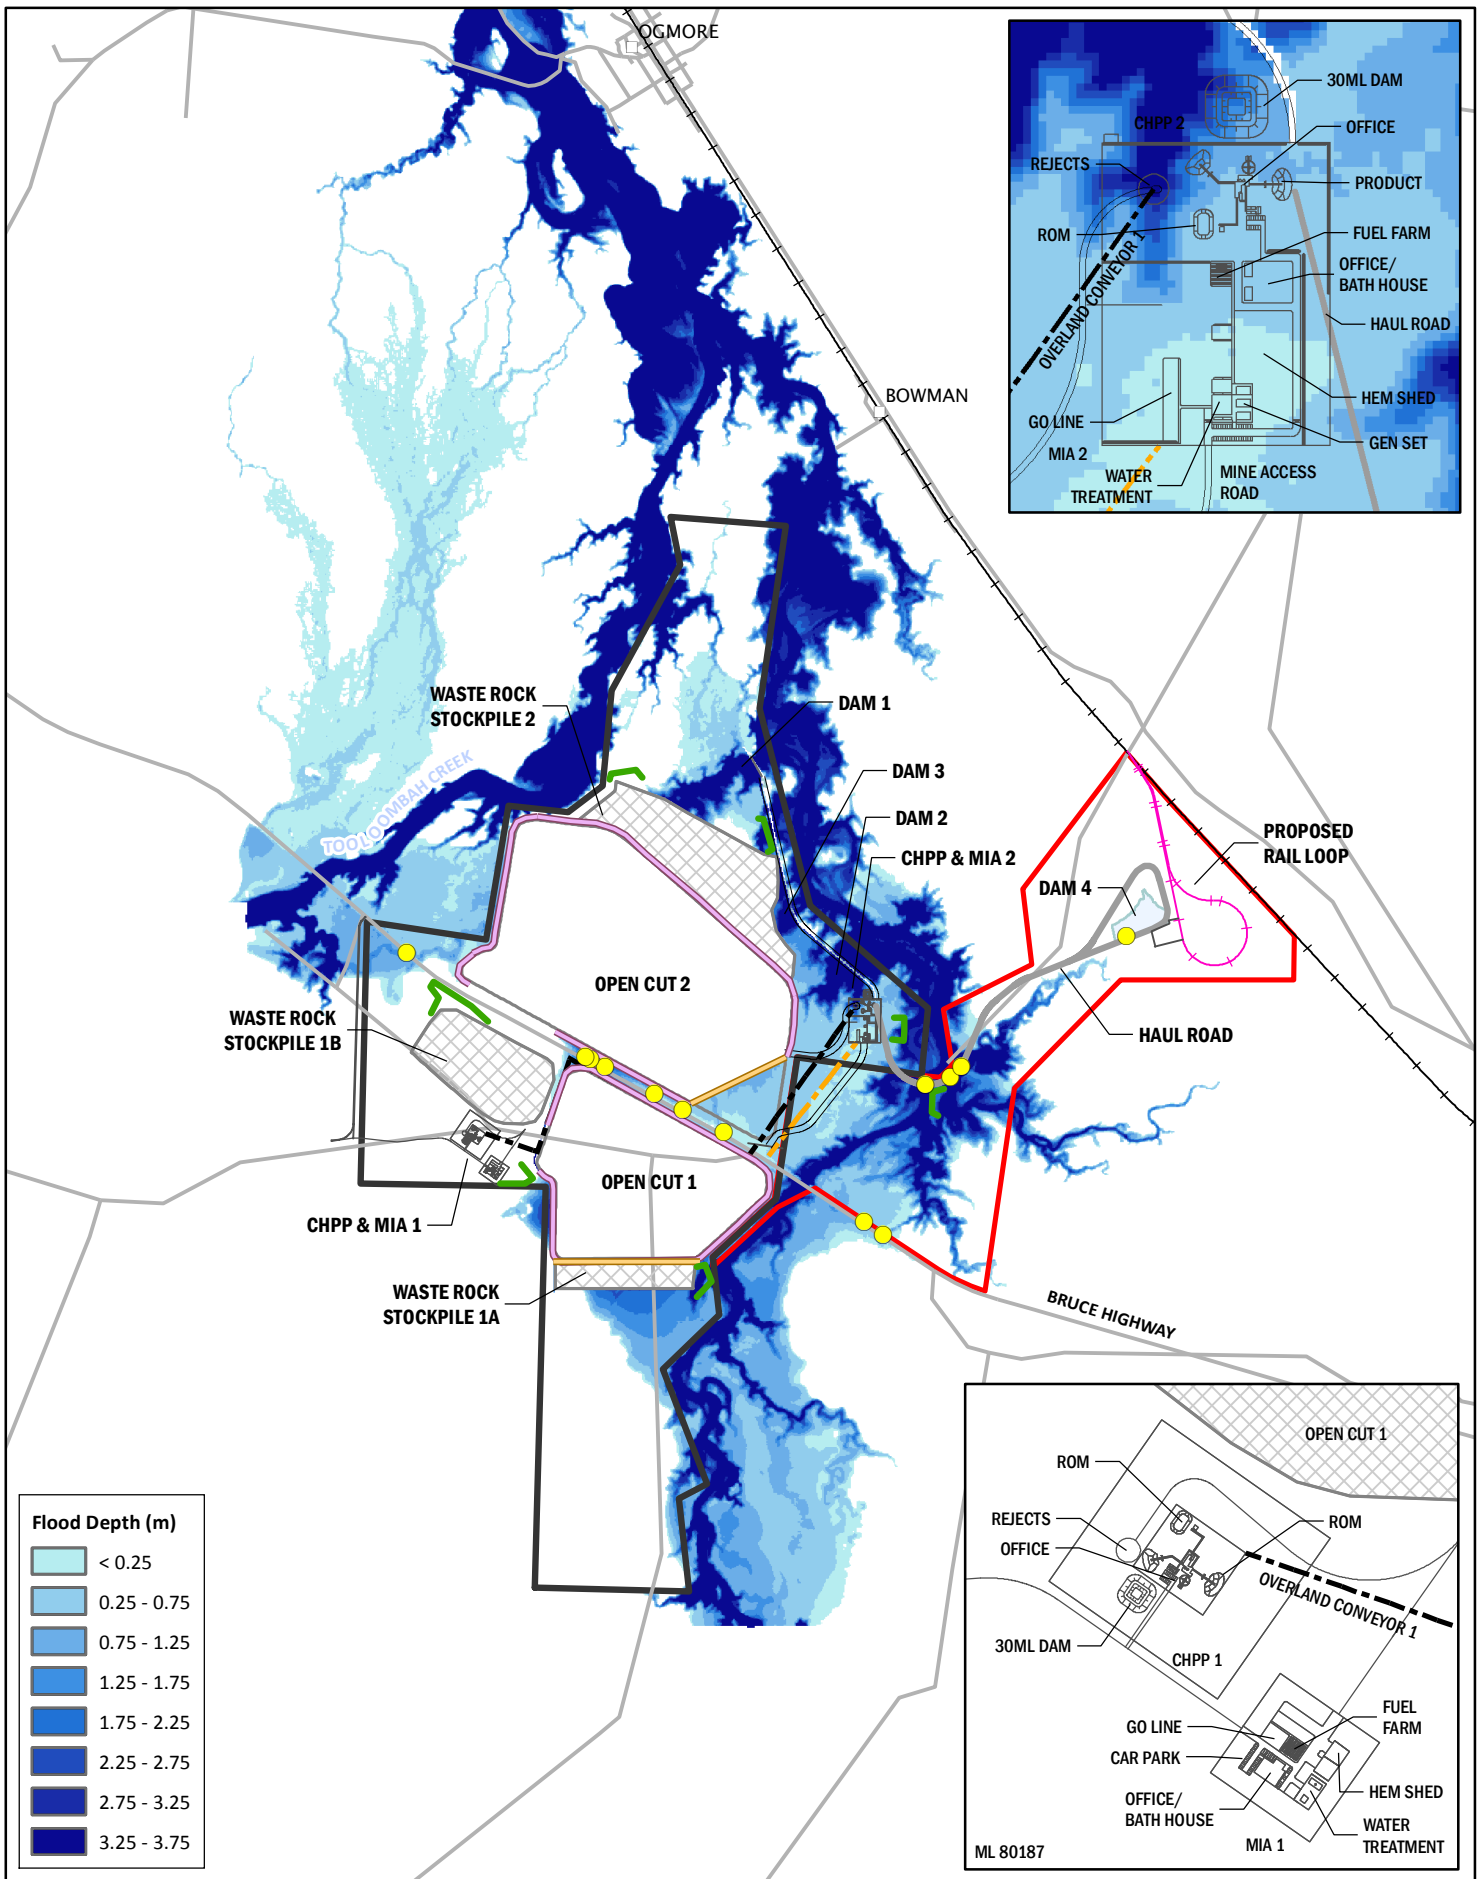 OGMORE
BOWMAN
30ML DAM
CHPP 2
OFFICE
REJECTS
PRODUCT
ROM
FUEL FARM
OFFICE/
BATH HOUSE
OVERLAND CONVEYOR 1
HAUL ROAD
HEM SHED
GO LINE
GEN SET
MIA 2
WATER
TREATMENT
MINE ACCESS
ROAD
WASTE ROCK
STOCKPILE 2
DAM 1
TOOLOOMBAH CREEK
DAM 3
DAM 2
CHPP & MIA 2
PROPOSED
RAIL LOOP
DAM 4
OPEN CUT 2
WASTE ROCK
STOCKPILE 1B
HAUL ROAD
OPEN CUT 1
CHPP & MIA 1
WASTE ROCK
STOCKPILE 1A
BRUCE HIGHWAY
OPEN CUT 1
ROM
REJECTS
ROM
OFFICE
OVERLAND CONVEYOR 1
30ML DAM
CHPP 1
FUEL
FARM
GO LINE
CAR PARK
OFFICE/
BATH HOUSE
HEM SHED
WATER
TREATMENT
MIA 1
ML 80187
Flood Depth (m)
< 0.25
0.25 - 0.75
0.75 - 1.25
1.25 - 1.75
1.75 - 2.25
2.25 - 2.75
2.75 - 3.25
3.25 - 3.75